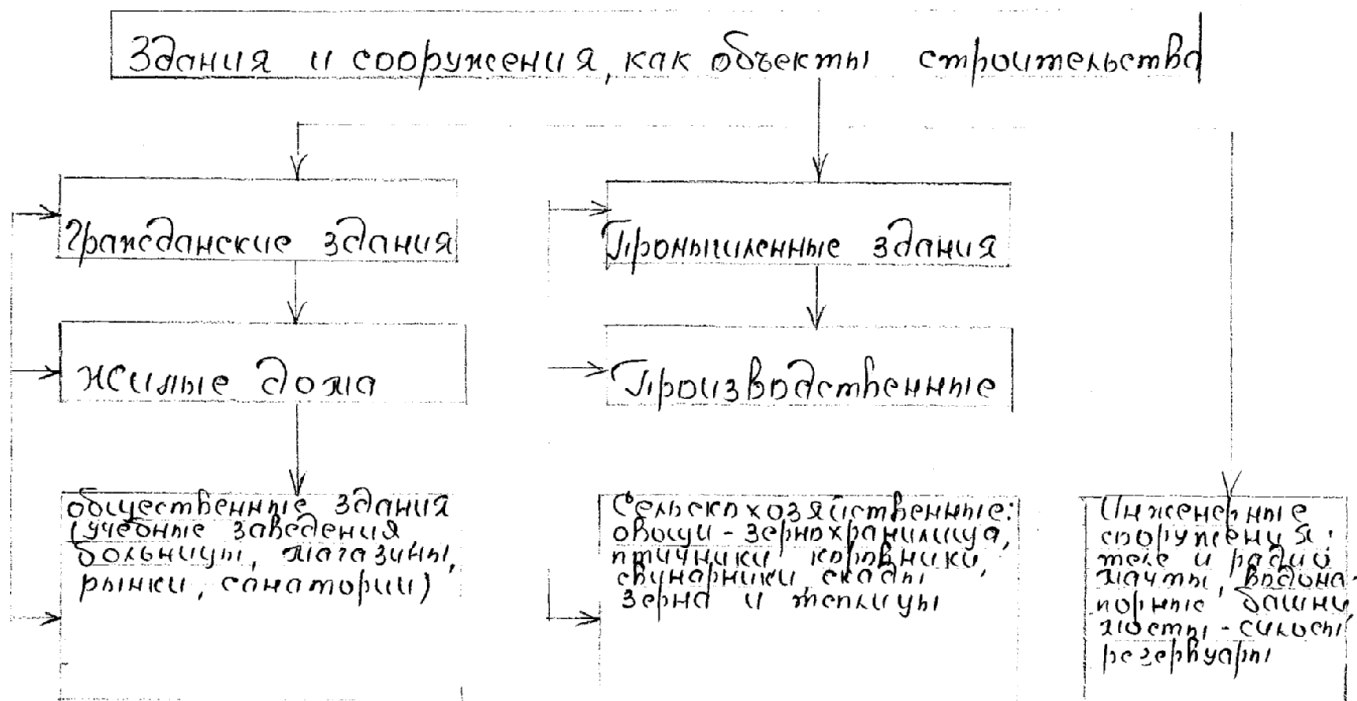 Здания и сооружения, как объекты строительства
Гражданские здания
Промышленные здания
Жилые дома
Производственные
общественные здания
(учебные заведения
больницы, магазины,
рынки, санатории)
Сельскохозяйственные:
овощи-зернохранилища,
птичники коровники,
свинарники склады
зерна и теплицы
Инженерные
сооружения:
теле и радио
мачты, водона-
порные башни,
мосты-силосы,
резервуары